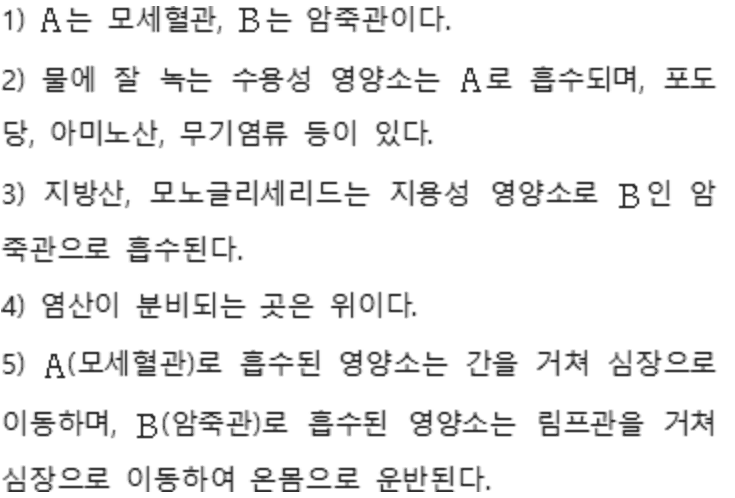 1) A는 모세혈관, B는 암죽관이다.
2) 물에 잘 녹는 수용성 영양소는 A로 흡수되며, 포도
당, 아미노산, 무기염류 등이 있다.
3) 지방산, 모노글리세리드는 지용성 영양소로 B인 암
죽관으로 흡수된다.
4) 염산이 분비되는 곳은 위이다.
5) A(모세혈관)로 흡수된 영양소는 간을 거쳐 심장으로
이동하며, B(암죽관)로 흡수된 영양소는 림프관을 거쳐
심장으로 이동하여 온몸으로 운반된다.